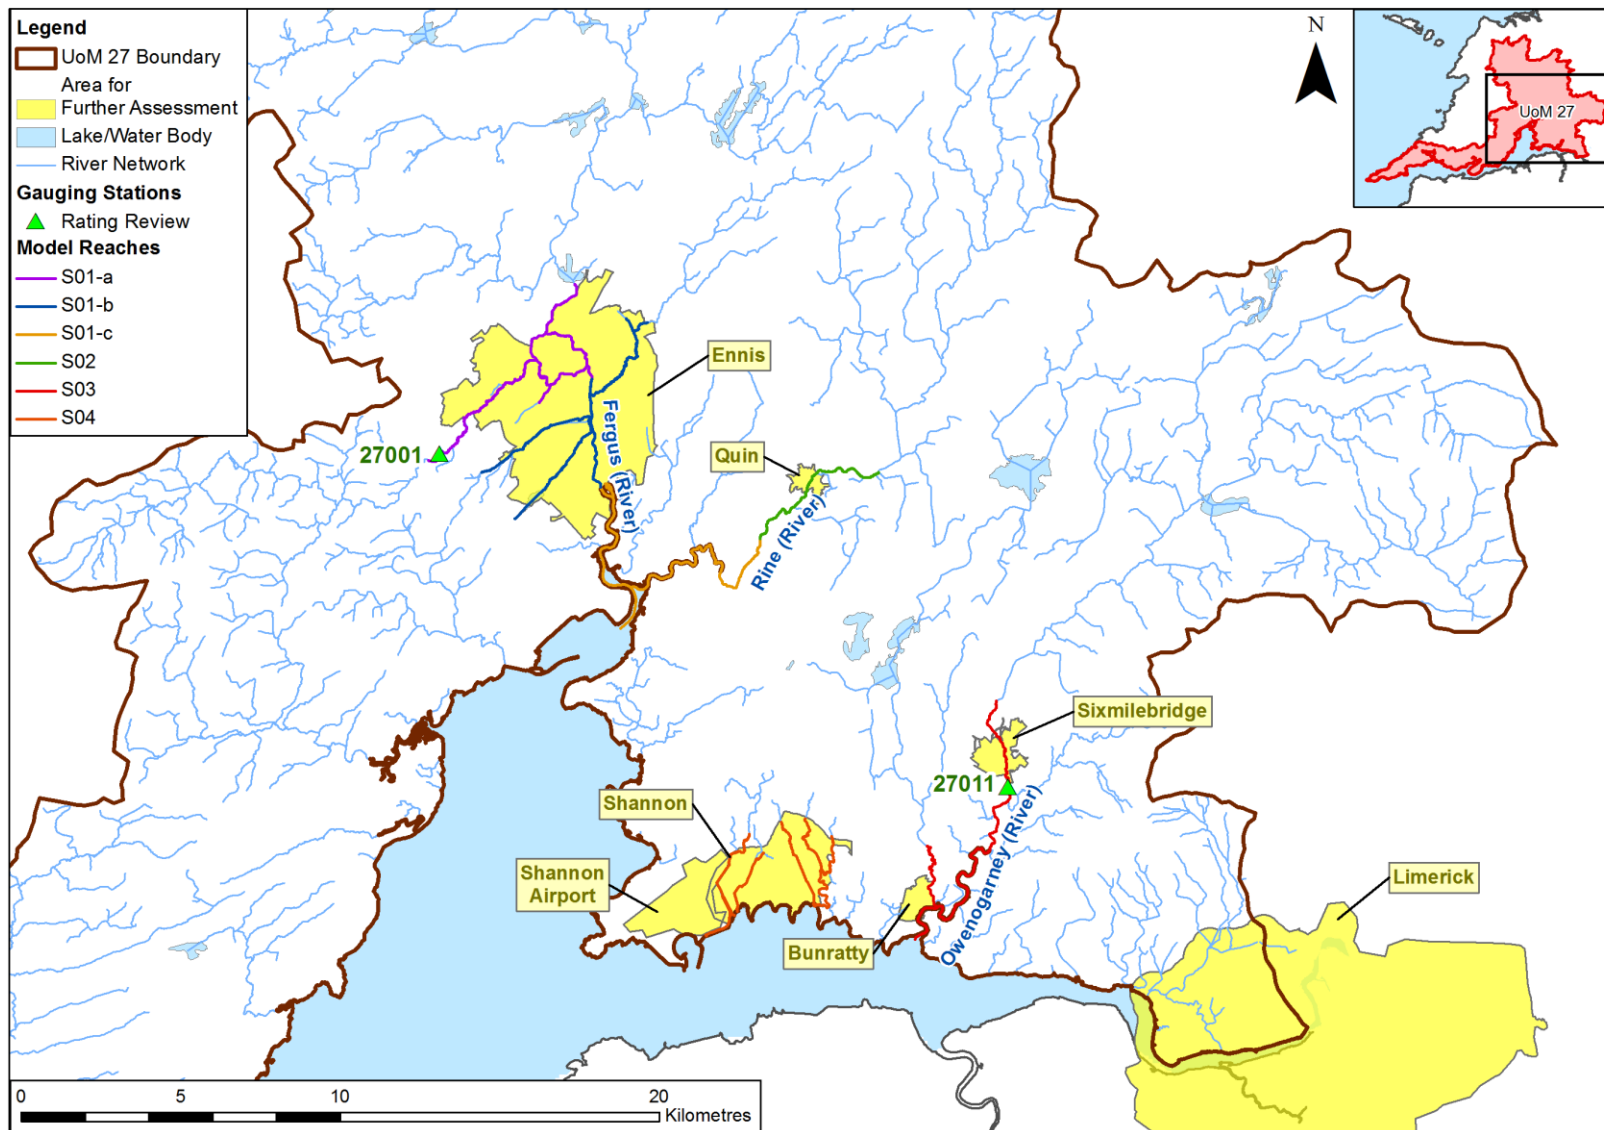 Legend
UoM 27 Boundary
Area for
Further Assessment
Lake/Water Body
River Network
Gauging Stations
Rating Review
Model Reaches
S01-a
S01-b
S01-c
S02
S03
S04
N
UoM 27
Ennis
Fergus (River)
27001
Quin
Rine (River)
Sixmilebridge
27011
Owenogarney (River)
Shannon
Shannon
Airport
Bunratty
Limerick
0 5 10 20
Kilometres